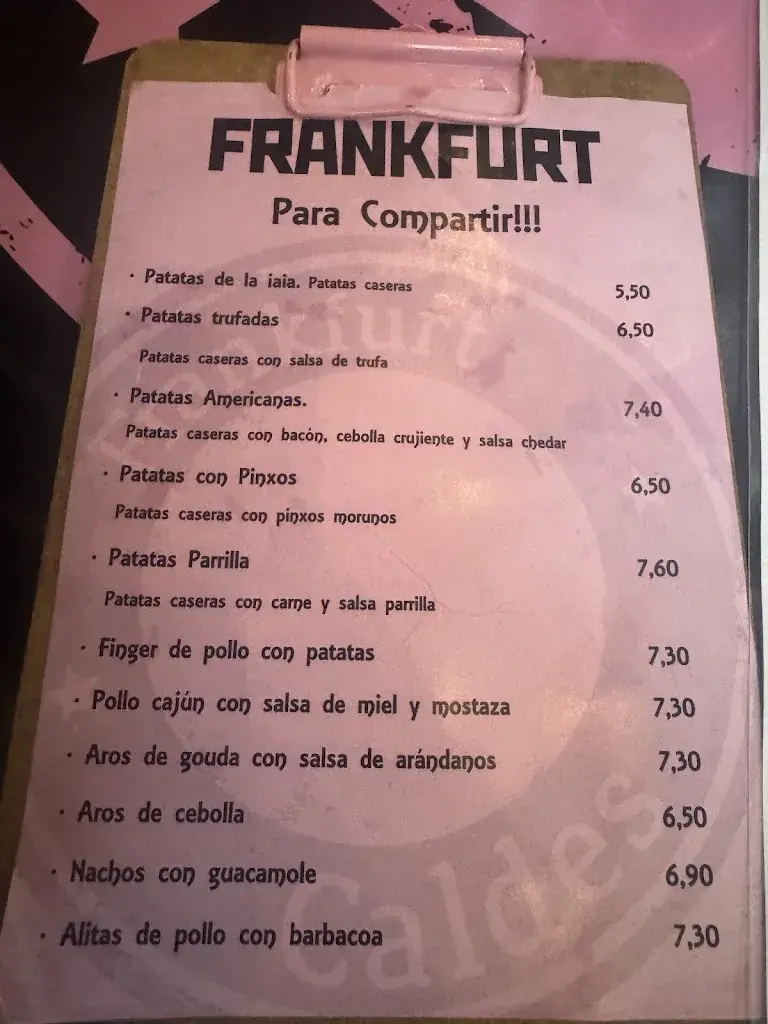 FRANKFURT
Para Compartir!!!
· Patatas de la iaia. Patatas caseras 5,50
· Patatas trufadas 6,50
Patatas caseras con salsa de trufa
· Patatas Americanas. 7,40
Patatas caseras con bacón, cebolla crujiente y salsa chedar
· Patatas con Pinxos 6,50
Patatas caseras con pinxos morunos
· Patatas Parrilla 7,60
Patatas caseras con carne y salsa parrilla
· Finger de pollo con patatas 7,30
· Pollo cajún con salsa de miel y mostaza 7,30
· Aros de gouda con salsa de arándanos 7,30
· Aros de cebolla 6,50
· Nachos con guacamole 6,90
· Alitas de pollo con barbacoa 7,30
Frankfurts
Caldes